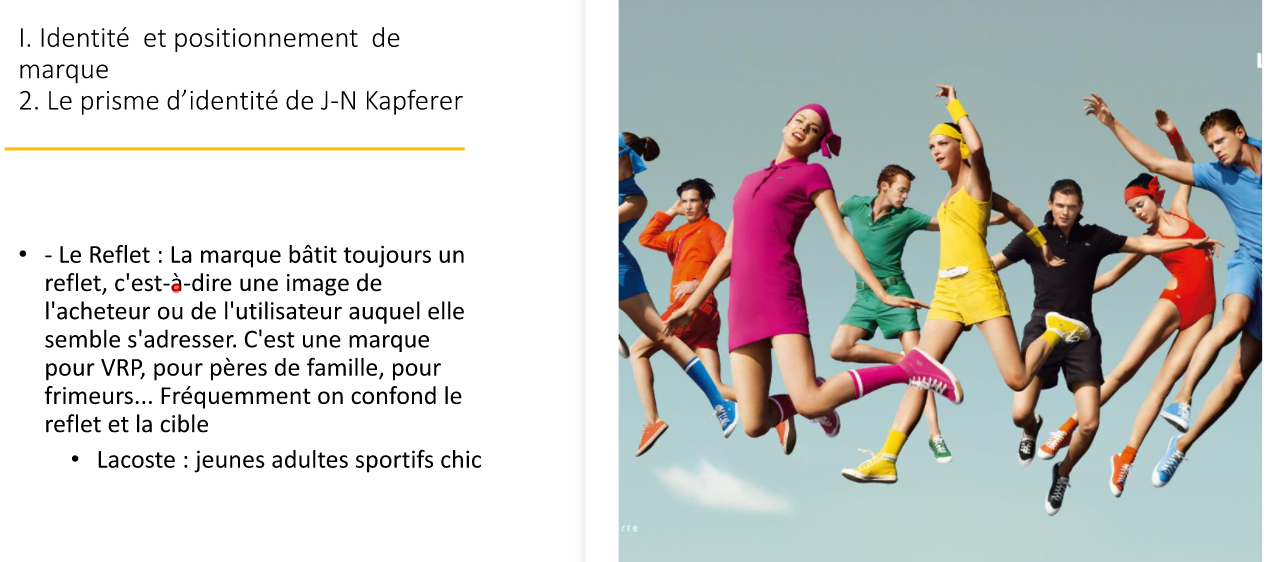 I. Identité et positionnement de
marque
2. Le prisme d’identité de J-N Kapferer
• - Le Reflet : La marque bâtit toujours un
reflet, c'est-à-dire une image de
l'acheteur ou de l'utilisateur auquel elle
semble s'adresser. C'est une marque
pour VRP, pour pères de famille, pour
frimeurs... Fréquemment on confond le
reflet et la cible
• Lacoste : jeunes adultes sportifs chic
L
rre